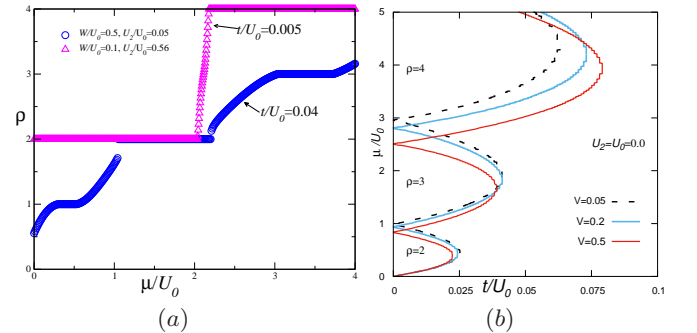 W/U0=0.5, U2/U0=0.05
W/U0=0.1, U2/U0=0.56
t/U0=0.005
t/U0=0.04
ρ
4
3
2
1
0
0 1 2 3 4
μ/U0
(a)
5
4
3
2
1
0
μ/U0
ρ=4
ρ=3
ρ=2
U2=U0=0.0
V=0.05
V=0.2
V=0.5
0 0.025 0.05 0.075 0.1
t/U0
(b)